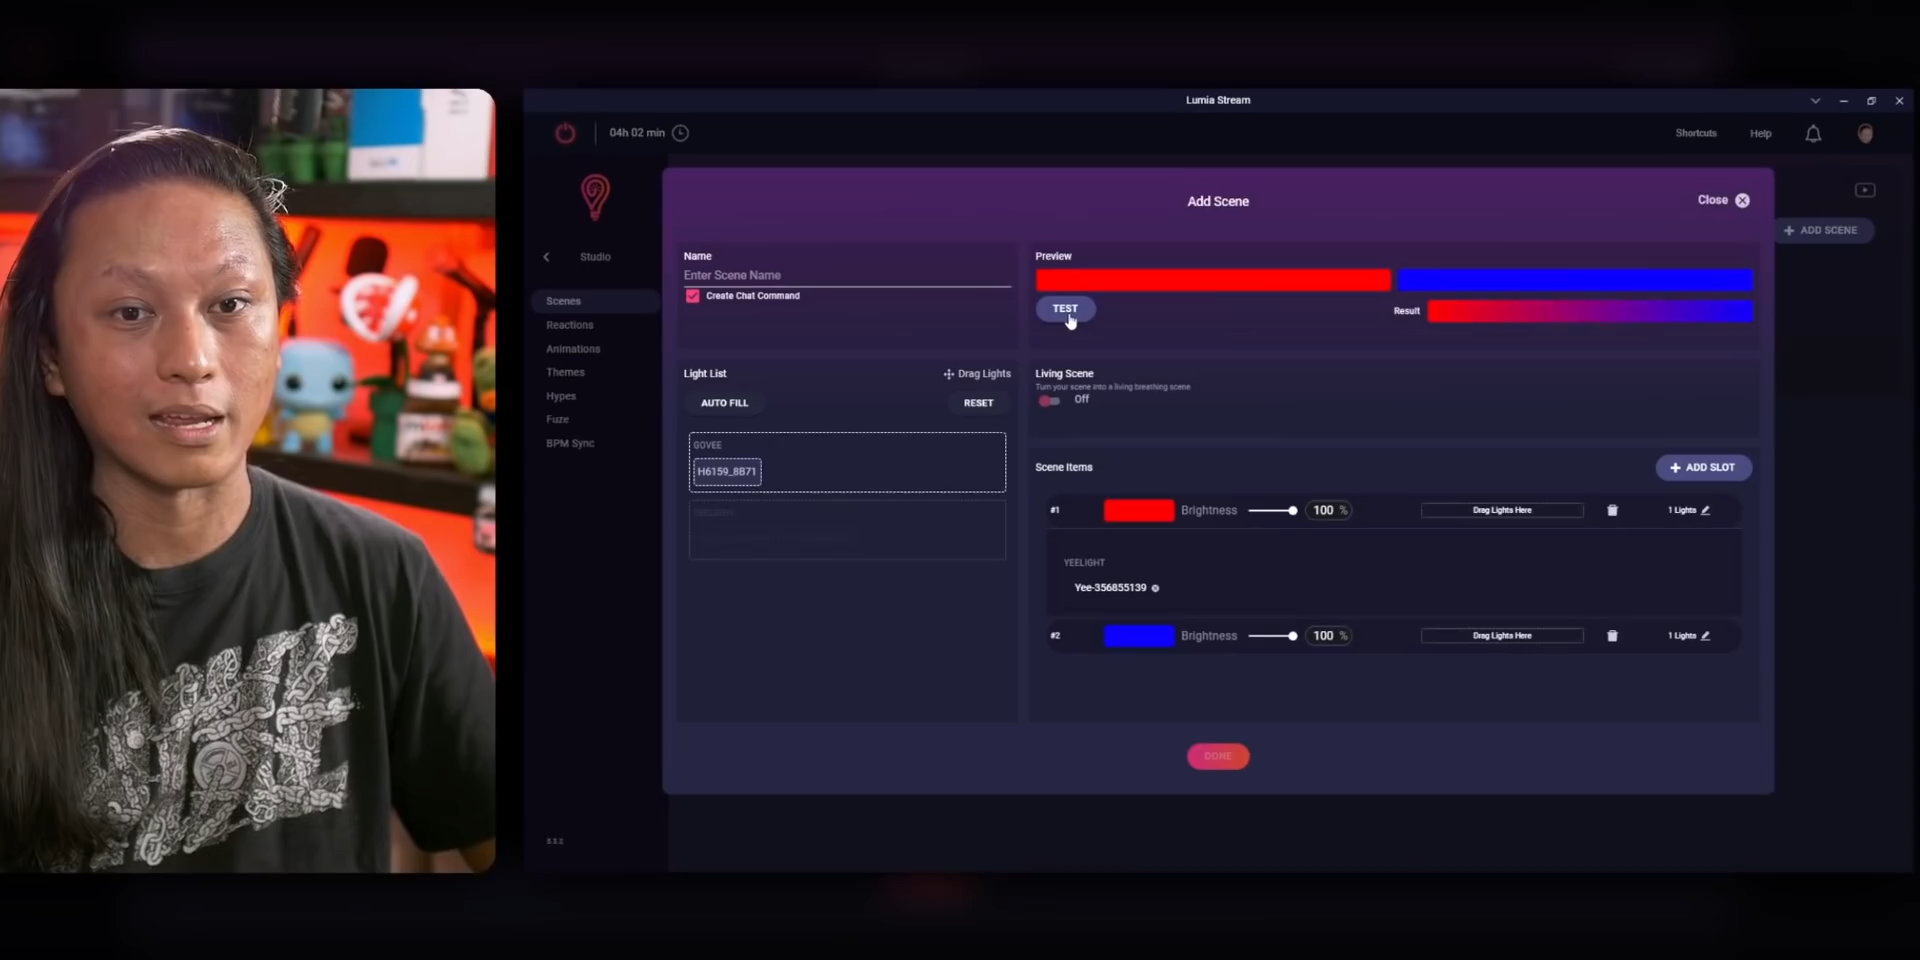 Lumia Stream
04h 02 min
Shortcuts
Help
Add Scene
Close
ADD SCENE
Studio
Scenes
Reactions
Animations
Themes
Hypes
Fuze
BPM Sync
Name
Enter Scene Name
Create Chat Command
Preview
TEST
Result
Light List
Drag Lights
AUTO FILL
RESET
GOVEE
H6159_8B71
Living Scene
Turn your scene into a living breathing scene
Off
Scene Items
ADD SLOT
#1
Brightness
100 %
Drag Lights Here
1 Lights
YEELIGHT
Yee-356855139
#2
Brightness
100 %
Drag Lights Here
1 Lights
DONE